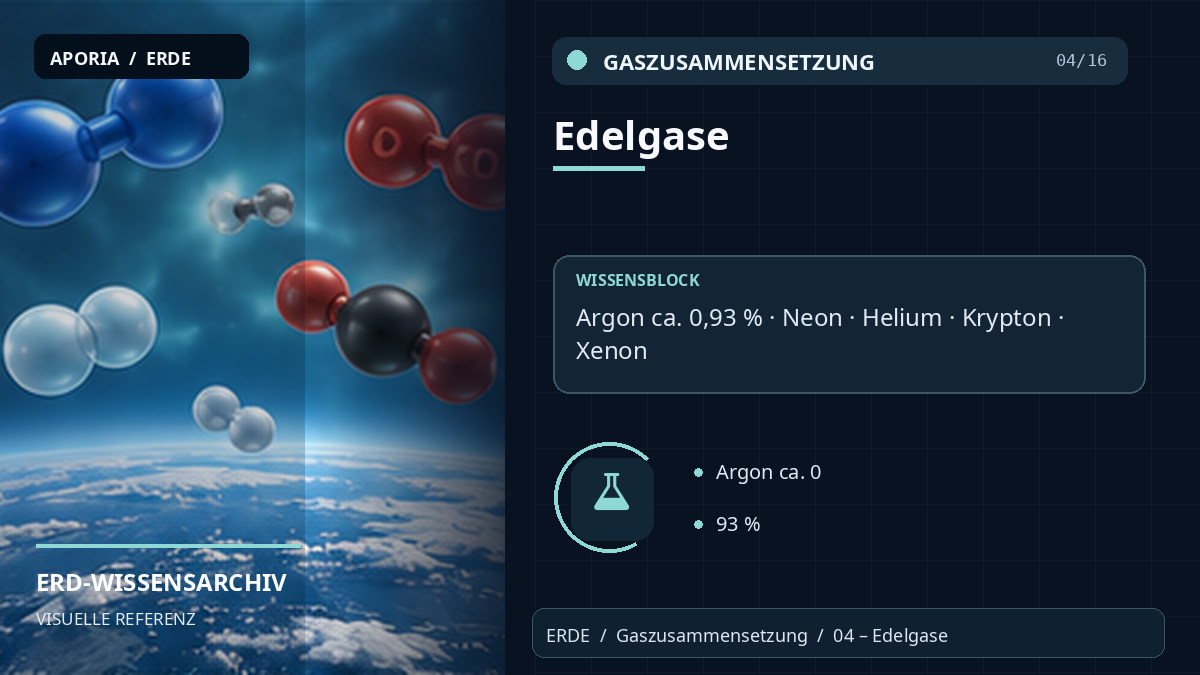 APORIA / ERDE
GASZUSAMMENSETZUNG
04/16
Edelgase
WISSENSBLOCK
Argon ca. 0,93 % · Neon · Helium · Krypton ·
Xenon
Argon ca. 0
93 %
ERD-WISSENSARCHIV
VISUELLE REFERENZ
ERDE / Gaszusammensetzung / 04 – Edelgase